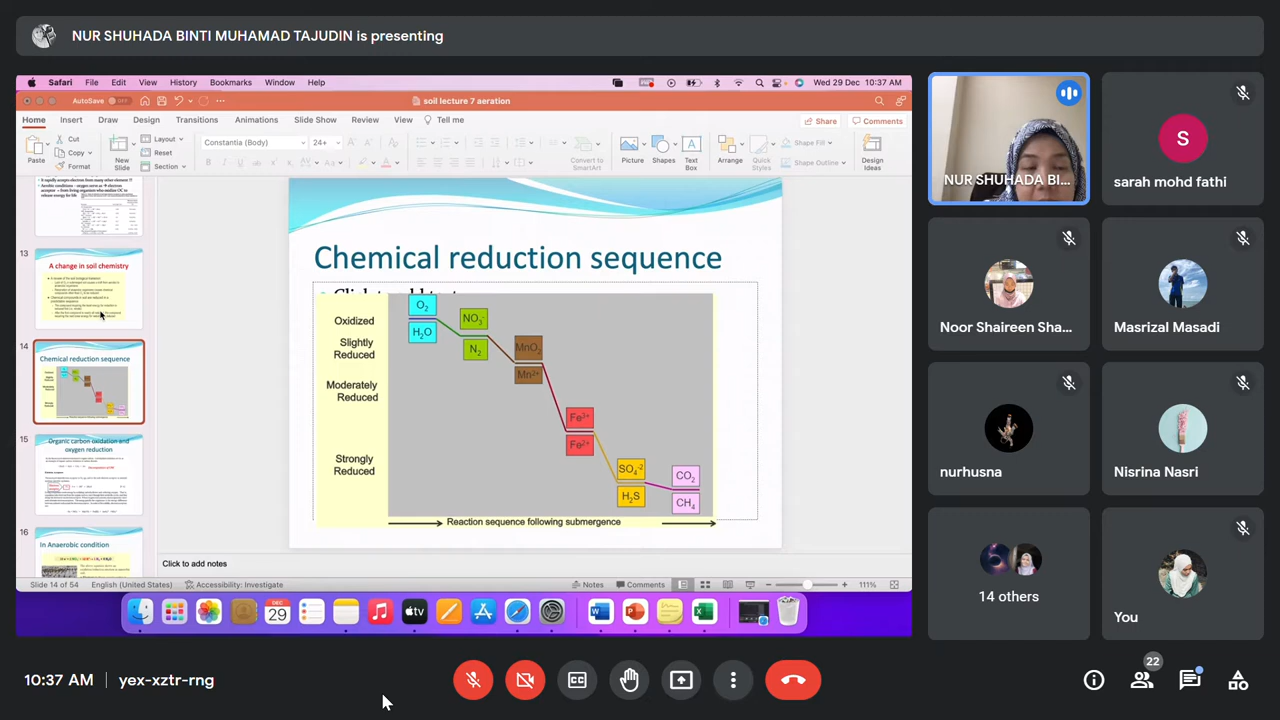 NUR SHUHADA BINTI MUHAMAD TAJUDIN is presenting
Safari File Edit View History Bookmarks Window Help
Wed 29 Dec 10:37 AM
AutoSave OFF
soil lecture 7 aeration
Home Insert Draw Design Transitions Animations Slide Show Review View Tell me
Share Comments
Paste
Cut
Copy
Format
New Slide
Layout
Reset
Section
Constantia (Body) 24+
Convert to SmartArt
Picture
Shapes
Text Box
Arrange
Quick Styles
Shape Fill
Shape Outline
Design Ideas
13
A change in soil chemistry
14
Chemical reduction sequence
15
Organic carbon oxidation and oxygen reduction
16
In Anaerobic condition
Chemical reduction sequence
Oxidized
Slightly
Reduced
Moderately
Reduced
Strongly
Reduced
O2
H2O
NO3-
N2
MnO2
Mn2+
Fe3+
Fe2+
SO4-2
H2S
CO2
CH4
Reaction sequence following submergence
Click to add notes
Slide 14 of 54 English (United States) Accessibility: Investigate
Notes Comments 111%
DEC
29
tv
NUR SHUHADA BI...
S
sarah mohd fathi
Noor Shaireen Sha...
Masrizal Masadi
nurhusna
Nisrina Nasri
14 others
You
10:37 AM yex-xztr-rng
22